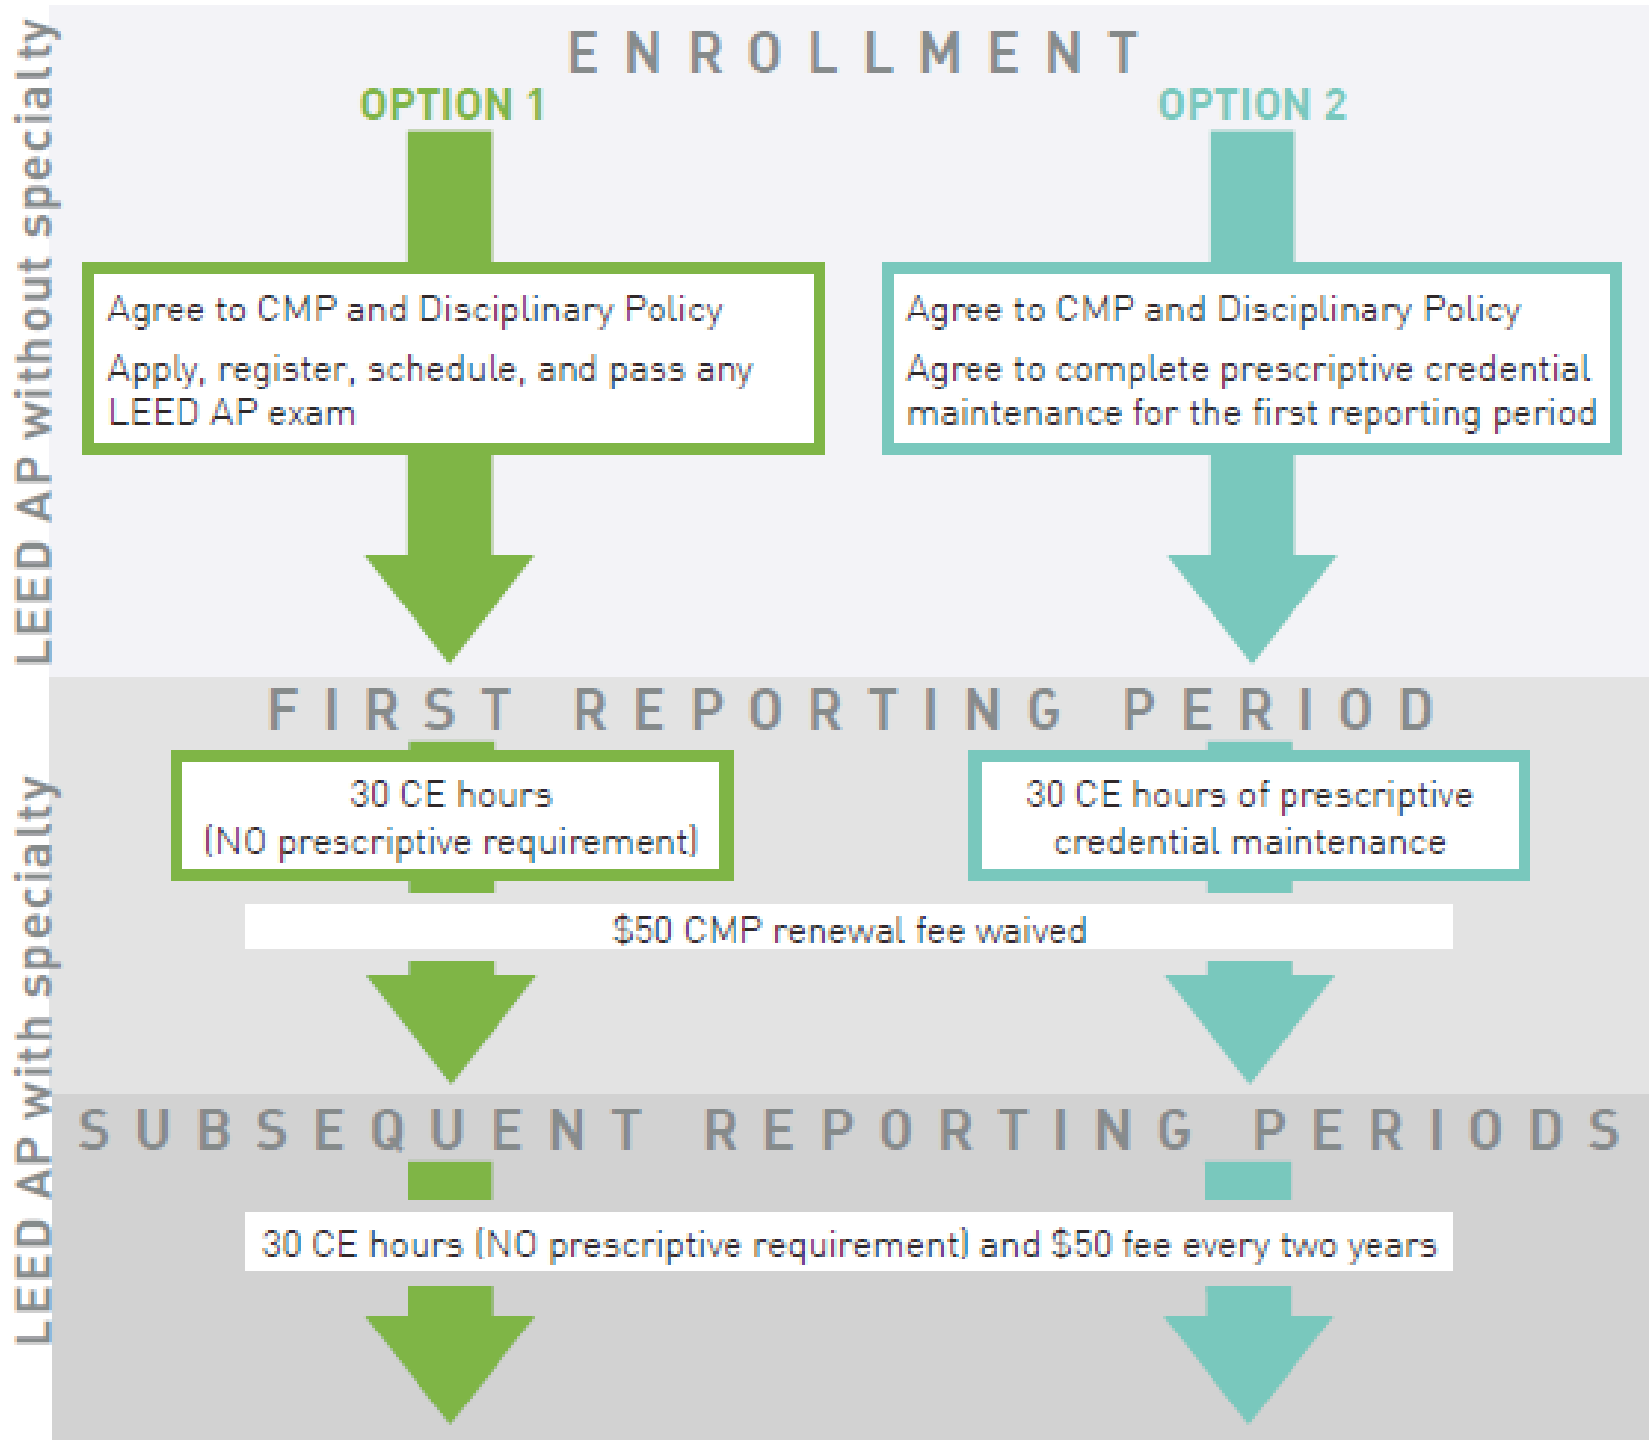 ENROLLMENT
OPTION 1
OPTION 2
LEED AP without specialty
Agree to CMP and Disciplinary Policy
Apply, register, schedule, and pass any
LEED AP exam
Agree to CMP and Disciplinary Policy
Agree to complete prescriptive credential
maintenance for the first reporting period
FIRST REPORTING PERIOD
LEED AP with specialty
30 CE hours
(NO prescriptive requirement)
30 CE hours of prescriptive
credential maintenance
$50 CMP renewal fee waived
SUBSEQUENT REPORTING PERIODS
30 CE hours (NO prescriptive requirement) and $50 fee every two years